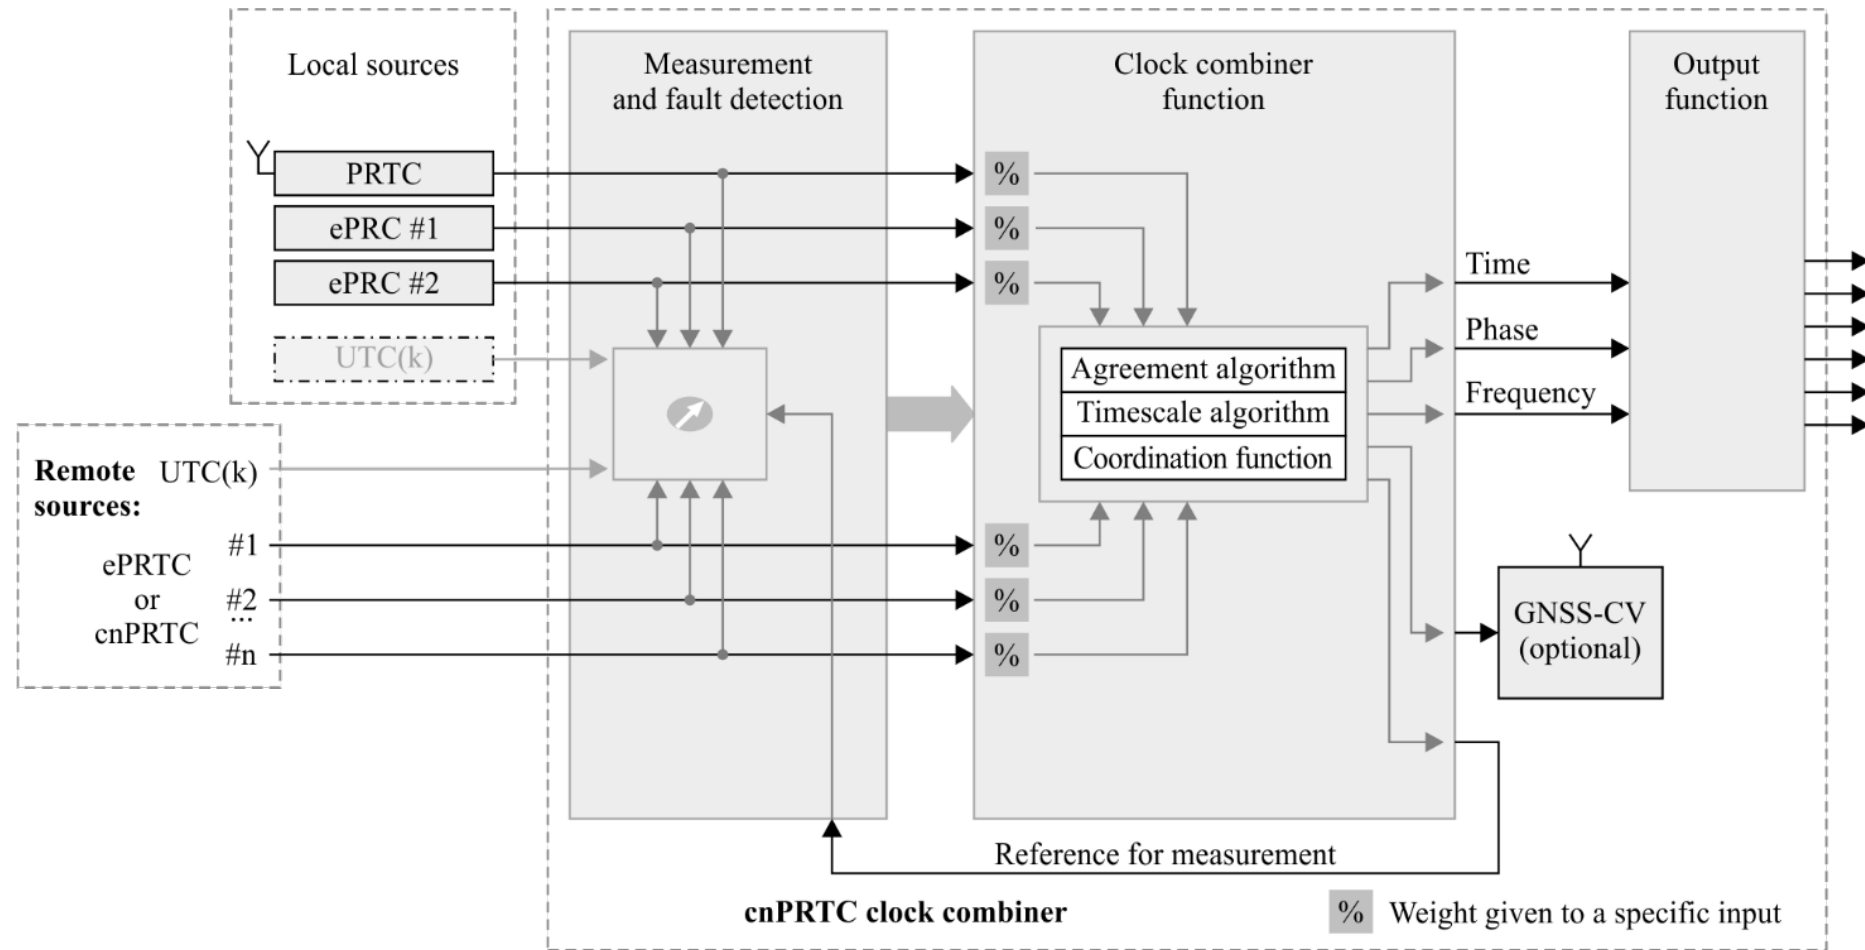 Local sources
Measurement
and fault detection
Clock combiner
function
Output
function
PRTC
%
ePRC #1
%
ePRC #2
%
UTC(k)
Time
Phase
Frequency
Agreement algorithm
Timescale algorithm
Coordination function
Remote
sources:
UTC(k)
ePRTC
or
cnPRTC
#1
#2
...
#n
%
%
%
GNSS-CV
(optional)
Reference for measurement
cnPRTC clock combiner
% Weight given to a specific input